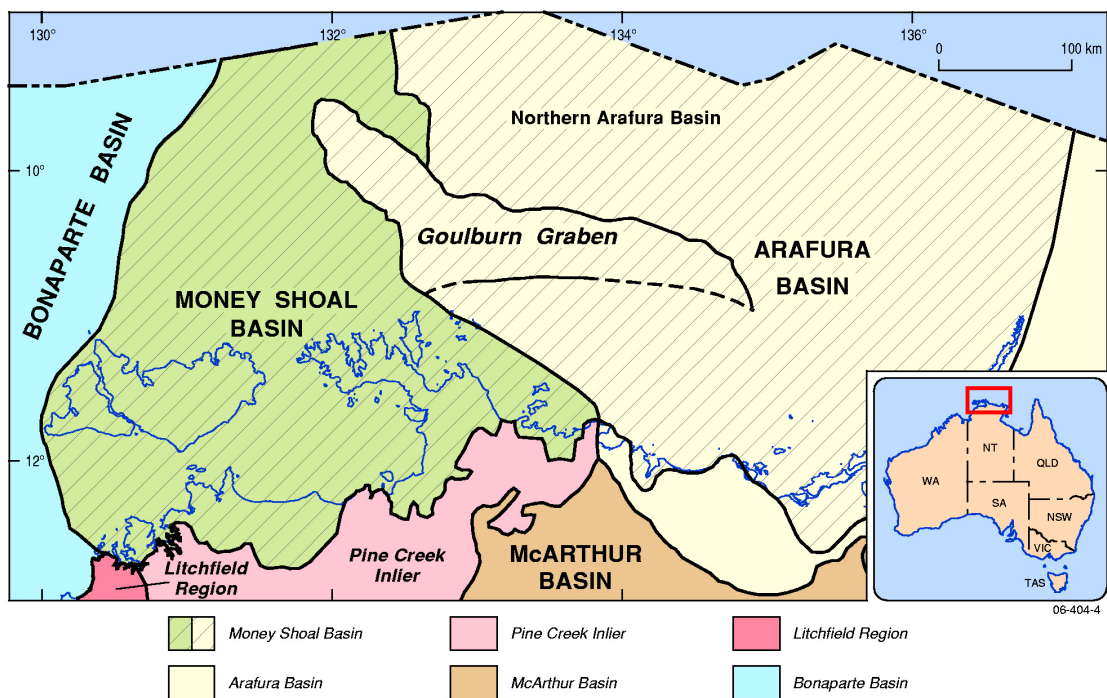 130°
132°
134°
136°
0
100 km
10°
12°
BONAPARTE BASIN
Northern Arafura Basin
Goulburn Graben
ARAFURA
BASIN
MONEY SHOAL
BASIN
Pine Creek
Inlier
Litchfield
Region
McARTHUR
BASIN
WA
NT
QLD
SA
NSW
VIC
TAS
06-404-4
Money Shoal Basin
Pine Creek Inlier
Litchfield Region
Arafura Basin
McArthur Basin
Bonaparte Basin